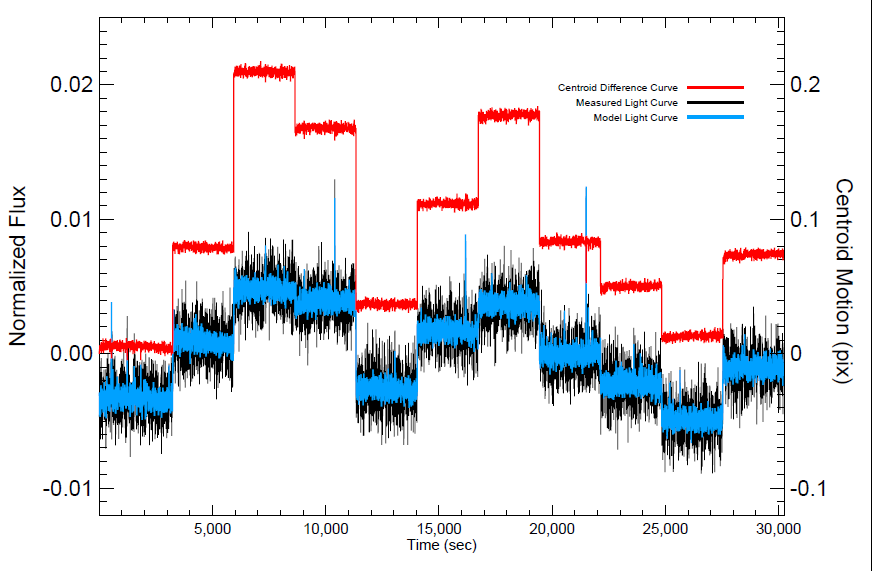 Normalized Flux
0.02
0.01
0.00
-0.01
Centroid Difference Curve
Measured Light Curve
Model Light Curve
0.2
0.1
0
-0.1
Centroid Motion (pix)
5,000 10,000 15,000 20,000 25,000 30,000
Time (sec)